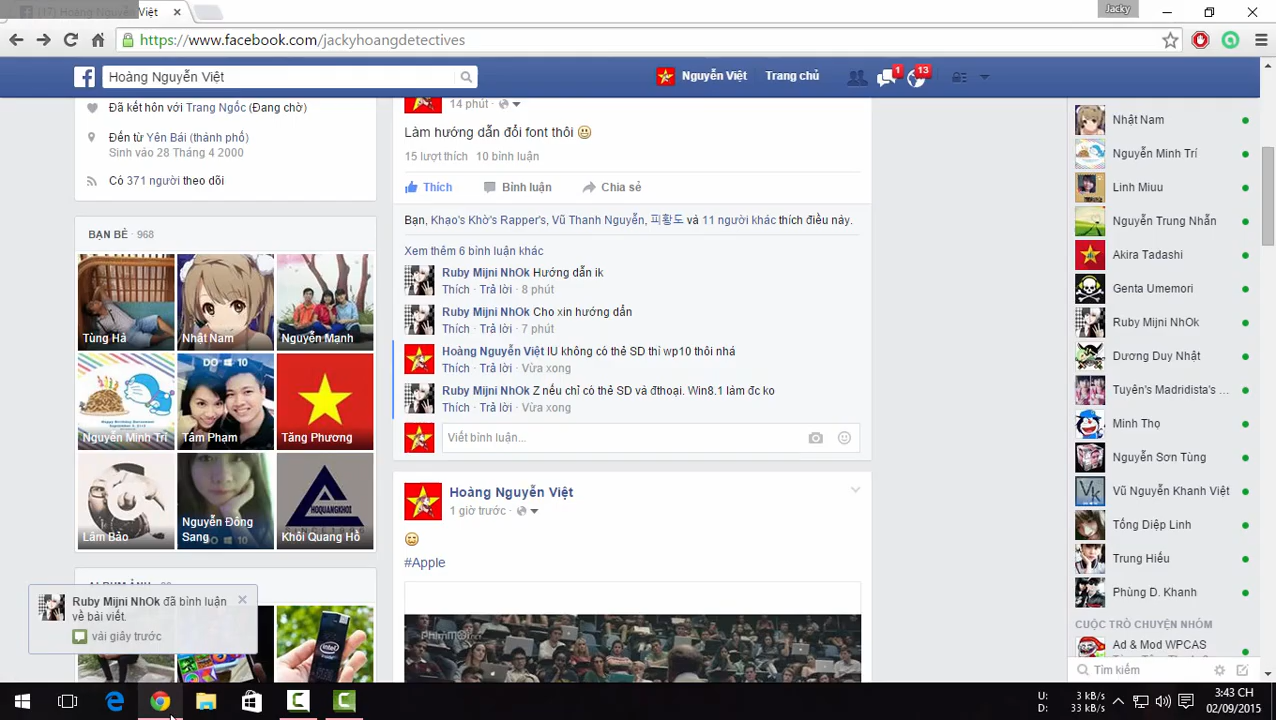 (17) Hoàng Nguyễn Việt
Jacky
https://www.facebook.com/jackyhoangdetectives
Hoàng Nguyễn Việt
Nguyễn Việt
Trang chủ
1
13
Đã kết hôn với Trang Ngốc (Đang chờ)
Đến từ Yên Bái (thành phố)
Sinh vào 28 Tháng 4 2000
Có 371 người theo dõi
BẠN BÈ · 968
Tùng Hà
Nhật Nam
Nguyễn Mạnh
Nguyễn Minh Trí
Tâm Phạm
Tăng Phương
Lâm Bảo
Nguyễn Đông
Sang
Khôi Quang Hồ
HOQUANGKHOI
DO
10
intel
14 phút ·
Làm hướng dẫn đổi font thôi
15 lượt thích 10 bình luận
Thích
Bình luận
Chia sẻ
Bạn, Khạo's Khờ's Rapper's, Vũ Thanh Nguyễn, 피황도 và 11 người khác thích điều này.
Xem thêm 6 bình luận khác
Ruby Mijni NhOk Hướng dẫn ik
Thích · Trả lời · 8 phút
Ruby Mijni NhOk Cho xin hướng dẩn
Thích · Trả lời · 7 phút
Hoàng Nguyễn Việt IU không có thẻ SD thì wp10 thôi nhá
Thích · Trả lời · Vừa xong
Ruby Mijni NhOk Z nếu chỉ có thẻ SD và đthoại. Win8.1 làm đc ko
Thích · Trả lời · Vừa xong
Viết bình luận...
Hoàng Nguyễn Việt
1 giờ trước ·
#Apple
Nhật Nam
Nguyễn Minh Trí
Linh Miuu
Nguyễn Trung Nhẫn
Akira Tadashi
Genta Umemori
Ruby Mijni NhOk
Dương Duy Nhật
Tuyên's Madridista's ...
Minh Thọ
Nguyễn Sơn Tùng
Vũ Nguyễn Khanh Việt
Tống Diệp Linh
Trung Hiếu
Phùng D. Khanh
CUỘC TRÒ CHUYỆN NHÓM
Ad & Mod WPCAS
Tìm kiếm
Ruby Mijni NhOk đã bình luận
về bài viết.
vài giây trước
U:
D:
3 kB/s
33 kB/s
3:43 CH
02/09/2015